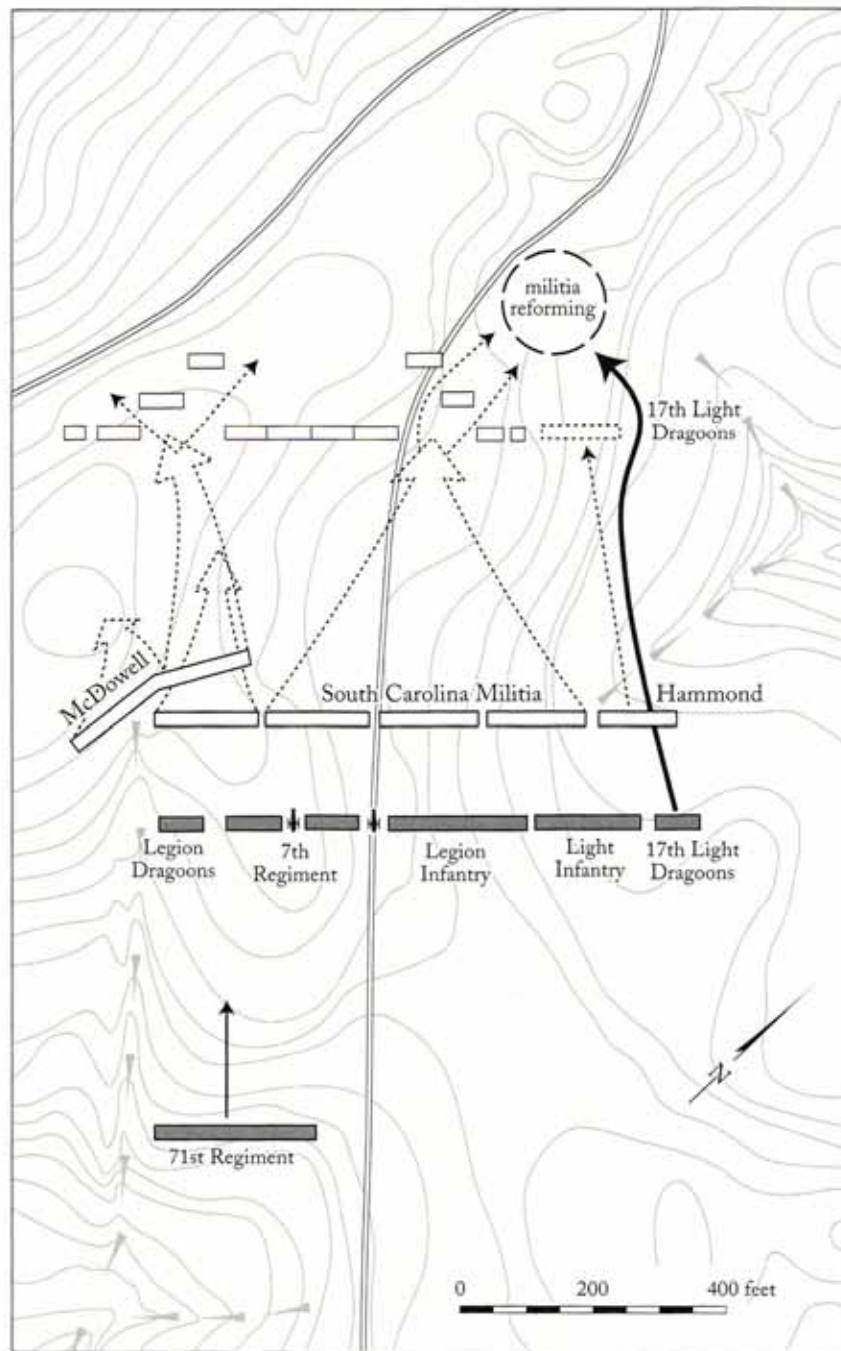 militia
reforming
17th Light
Dragoons
McDowell
South Carolina Militia
Hammond
Legion
Dragoons
7th
Regiment
Legion
Infantry
Light
Infantry
17th Light
Dragoons
N
71st Regiment
0 200 400 feet